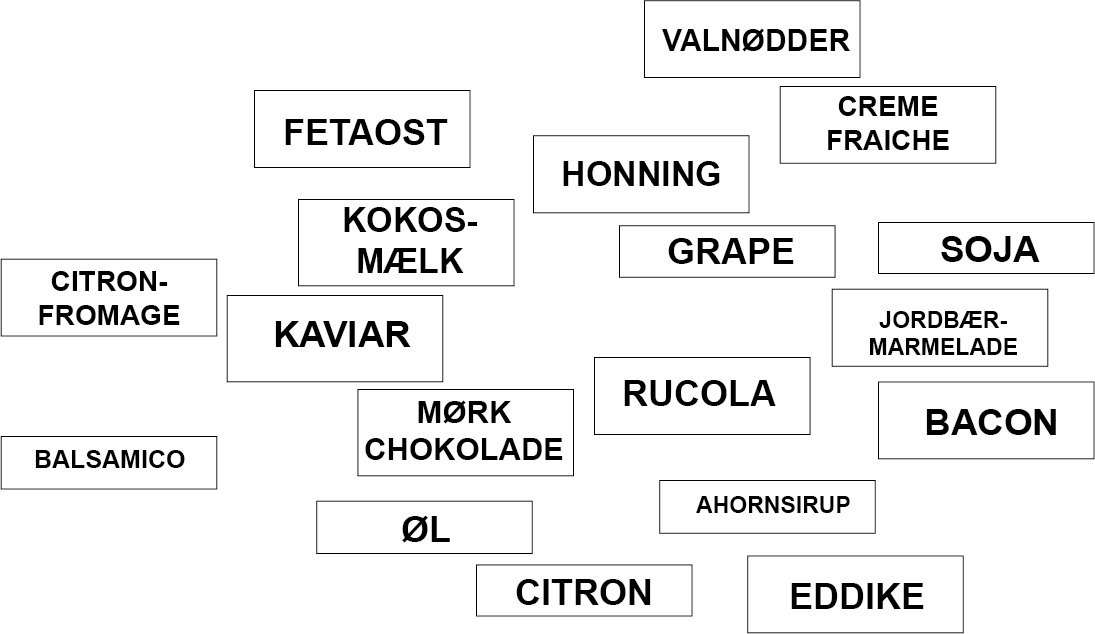 VALNØDDER
CREME
FRAICHE
FETAOST
HONNING
KOKOS-
MÆLK
GRAPE
SOJA
CITRON-
FROMAGE
KAVIAR
JORDBÆR-
MARMELADE
RUCOLA
MØRK
CHOKOLADE
BACON
BALSAMICO
AHORNSIRUP
ØL
CITRON
EDDIKE